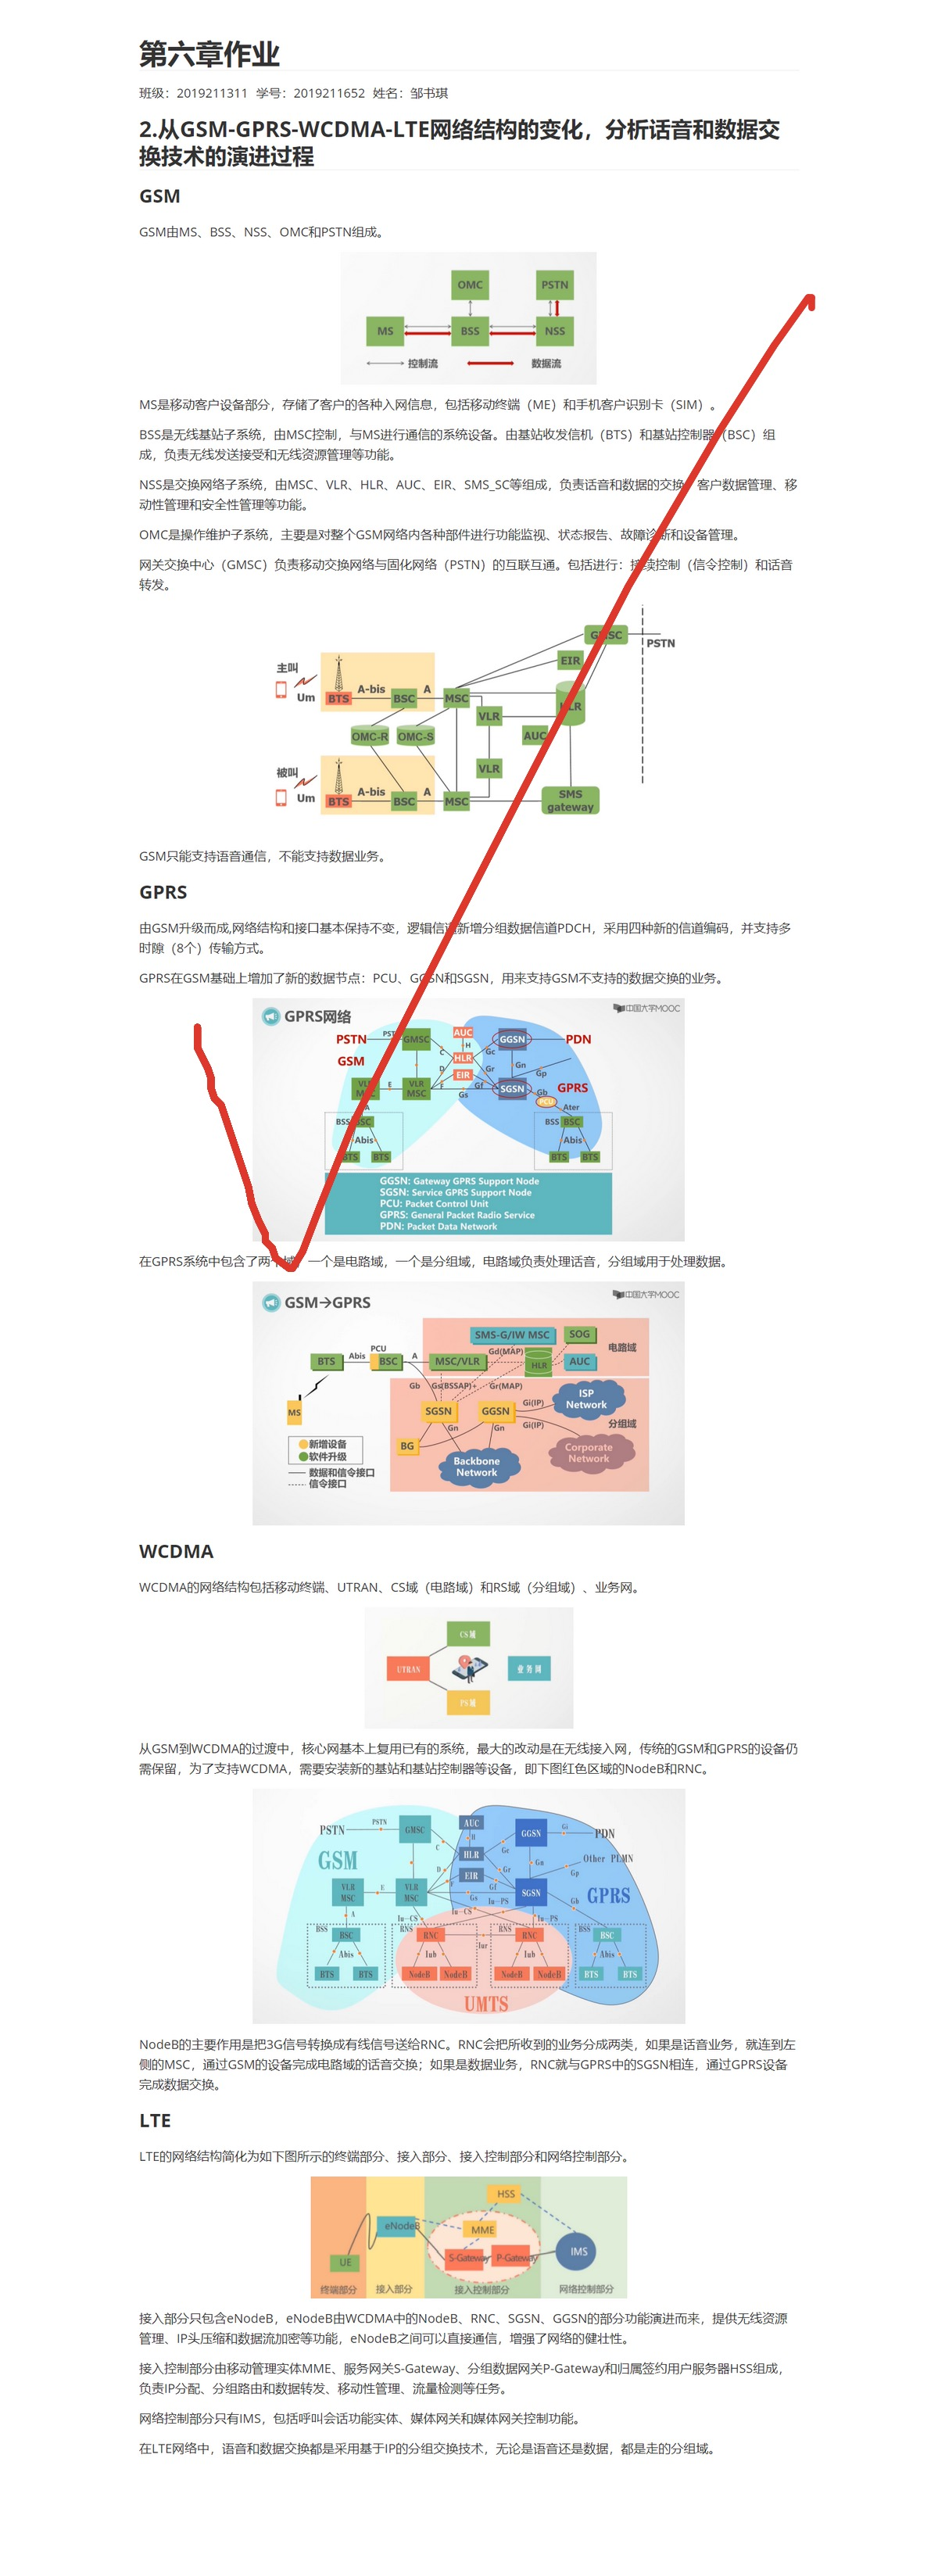 第六章作业
班级：2019211311 学号：2019211652 姓名：邹书琪
2.从GSM-GPRS-WCDMA-LTE网络结构的变化，分析话音和数据交
换技术的演进过程
GSM
GSM由MS、BSS、NSS、OMC和PSTN组成。
OMC PSTN
MS BSS NSS
控制流 数据流
MS是移动客户设备部分，存储了客户的各种入网信息，包括移动终端（ME）和手机客户识别卡（SIM）。
BSS是无线基站子系统，由MSC控制，与MS进行通信的系统设备。由基站收发信机（BTS）和基站控制器（BSC）组
成，负责无线发送接受和无线资源管理等功能。
NSS是交换网络子系统，由MSC、VLR、HLR、AUC、EIR、SMS_SC等组成，负责话音和数据的交换、客户数据管理、移
动性管理和安全性管理等功能。
OMC是操作维护子系统，主要是对整个GSM网络内各种部件进行功能监视、状态报告、故障诊断和设备管理。
网关交换中心（GMSC）负责移动交换网络与固化网络（PSTN）的互联互通。包括进行：接续控制（信令控制）和话音
转发。
GMSC
PSTN
EIR
主叫
Um BTS A-bis BSC A MSC
HLR
VLR
OMC-R OMC-S AUC
VLR
被叫
Um BTS A-bis BSC A MSC
SMS
gateway
GSM只能支持语音通信，不能支持数据业务。
GPRS
由GSM升级而成,网络结构和接口基本保持不变，逻辑信道新增分组数据信道PDCH，采用四种新的信道编码，并支持多
时隙（8个）传输方式。
GPRS在GSM基础上增加了新的数据节点：PCU、GGSN和SGSN，用来支持GSM不支持的数据交换的业务。
GPRS网络 中国大学MOOC
PSTN PST GMSC AUC GGSN PDN
H
C HLR Gc
GSM D EIR Gr Gn Gp
VLR MSC E VLR MSC F Gf SGSN Gb GPRS
Gs PCU
A Ater
BSS BSC BSS BSC
Abis Abis
BTS BTS BTS BTS
GGSN: Gateway GPRS Support Node
SGSN: Service GPRS Support Node
PCU: Packet Control Unit
GPRS: General Packet Radio Service
PDN: Packet Data Network
在GPRS系统中包含了两个域，一个是电路域，一个是分组域，电路域负责处理话音，分组域用于处理数据。
GSM→GPRS 中国大学MOOC
SMS-G/IW MSC SOG
PCU Gd(MAP) 电路域
BTS Abis BSC A MSC/VLR HLR AUC
Gb Gs(BSSAP)+ Gr(MAP)
MS SGSN GGSN Gi(IP) ISP
Network
Gn Gn Gi(IP) 分组域
BG Corporate
Network
Backbone
Network
新增设备
软件升级
数据和信令接口
信令接口
WCDMA
WCDMA的网络结构包括移动终端、UTRAN、CS域（电路域）和RS域（分组域）、业务网。
CS域
UTRAN 业务网
PS域
从GSM到WCDMA的过渡中，核心网基本上复用已有的系统，最大的改动是在无线接入网，传统的GSM和GPRS的设备仍
需保留，为了支持WCDMA，需要安装新的基站和基站控制器等设备，即下图红色区域的NodeB和RNC。
PSTN PSTN GMSC AUC GGSN Gi PDN
H
C HLR Gc
GSM D Gr Gn Other PLMN
EIR Gp
F Gf
VLR MSC E VLR MSC Gs SGSN Gb GPRS
Iu-PS
A Iu-CS Iu-CS Iu-PS
BSS BSC RNS RNC RNS RNC BSS BSC
Iur
Abis Iub Iub Abis
BTS BTS NodeB NodeB NodeB NodeB BTS BTS
UMTS
NodeB的主要作用是把3G信号转换成有线信号送给RNC。RNC会把所收到的业务分成两类，如果是话音业务，就连到左
侧的MSC，通过GSM的设备完成电路域的话音交换；如果是数据业务，RNC就与GPRS中的SGSN相连，通过GPRS设备
完成数据交换。
LTE
LTE的网络结构简化为如下图所示的终端部分、接入部分、接入控制部分和网络控制部分。
HSS
eNodeB MME
UE S-Gateway P-Gateway IMS
终端部分 接入部分 接入控制部分 网络控制部分
接入部分只包含eNodeB，eNodeB由WCDMA中的NodeB、RNC、SGSN、GGSN的部分功能演进而来，提供无线资源
管理、IP头压缩和数据流加密等功能，eNodeB之间可以直接通信，增强了网络的健壮性。
接入控制部分由移动管理实体MME、服务网关S-Gateway、分组数据网关P-Gateway和归属签约用户服务器HSS组成，
负责IP分配、分组路由和数据转发、移动性管理、流量检测等任务。
网络控制部分只有IMS，包括呼叫会话功能实体、媒体网关和媒体网关控制功能。
在LTE网络中，语音和数据交换都是采用基于IP的分组交换技术，无论是语音还是数据，都是走的分组域。